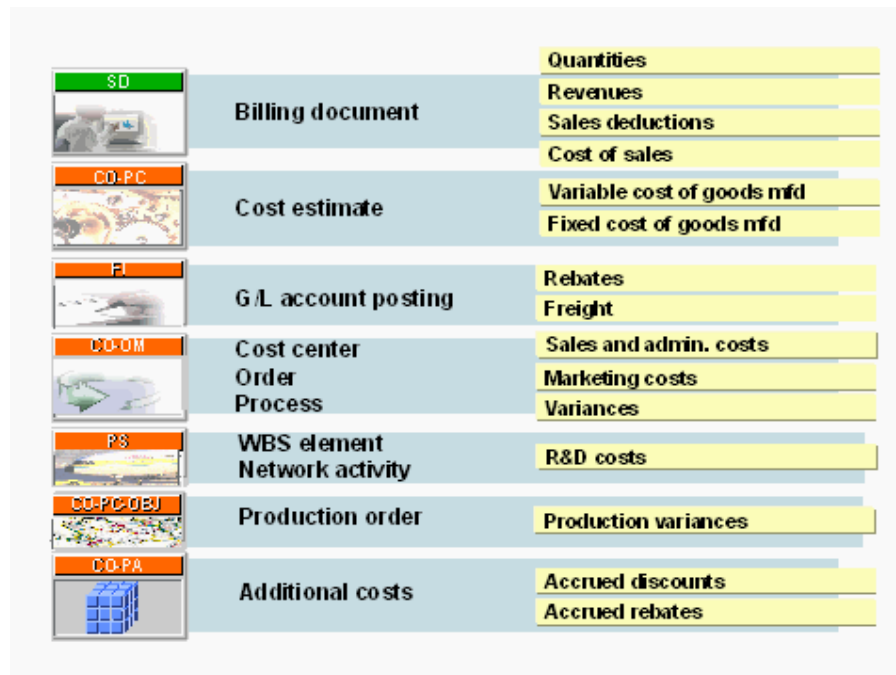 SD
Billing document
Quantities
Revenues
Sales deductions
Cost of sales
CO-PC
Cost estimate
Variable cost of goods mfd
Fixed cost of goods mfd
FI
G/L account posting
Rebates
Freight
CO-OM
Cost center
Order
Process
Sales and admin. costs
Marketing costs
Variances
PS
WBS element
Network activity
R&D costs
CO-PC-OBJ
Production order
Production variances
CO-PA
Additional costs
Accrued discounts
Accrued rebates